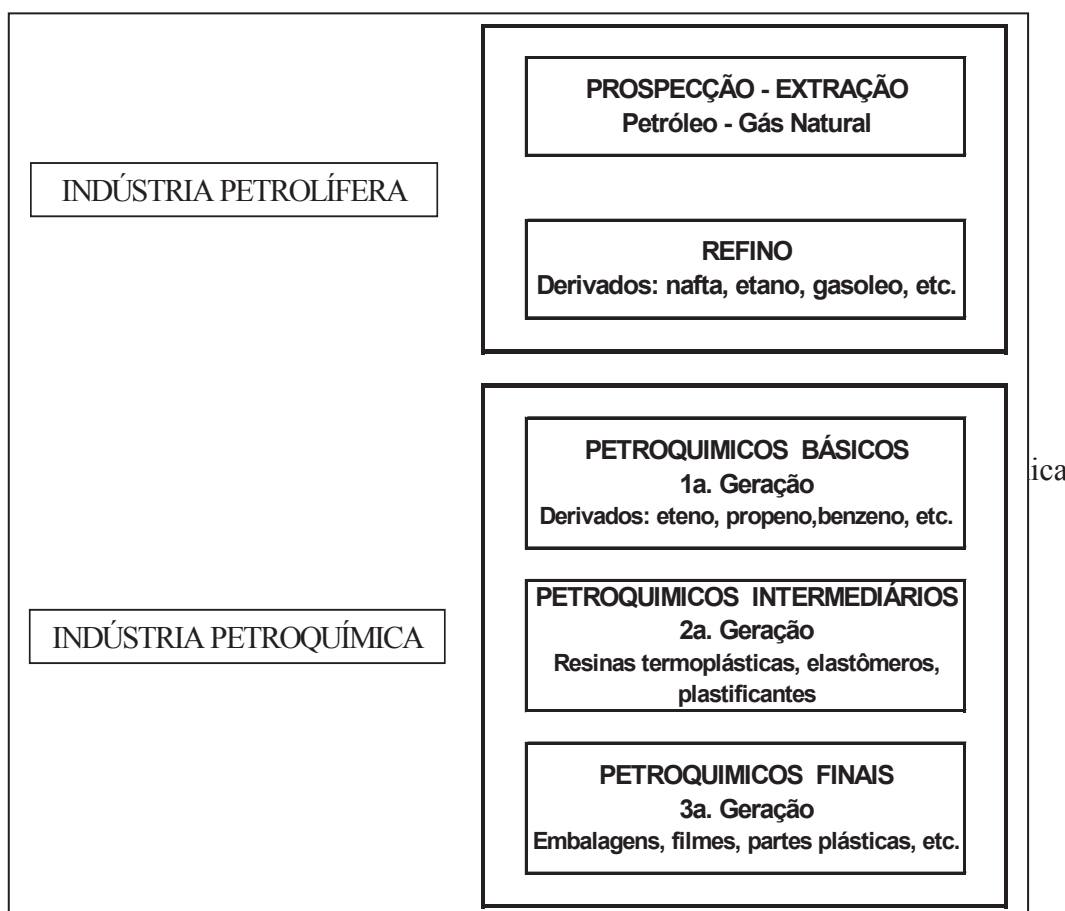 PROSPECÇÃO - EXTRAÇÃO
Petróleo - Gás Natural
INDÚSTRIA PETROLÍFERA
REFINO
Derivados: nafta, etano, gasoleo, etc.
PETROQUIMICOS BÁSICOS
1a. Geração
Derivados: eteno, propeno,benzeno, etc.
ica
PETROQUIMICOS INTERMEDIÁRIOS
2a. Geração
Resinas termoplásticas, elastômeros,
plastificantes
INDÚSTRIA PETROQUÍMICA
PETROQUIMICOS FINAIS
3a. Geração
Embalagens, filmes, partes plásticas, etc.